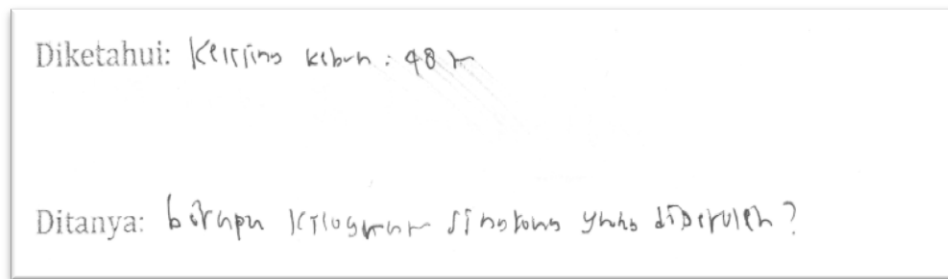 Diketahui: Keliling kebun : 48 m
Ditanya: berapa kilogram singkong yang diperoleh?